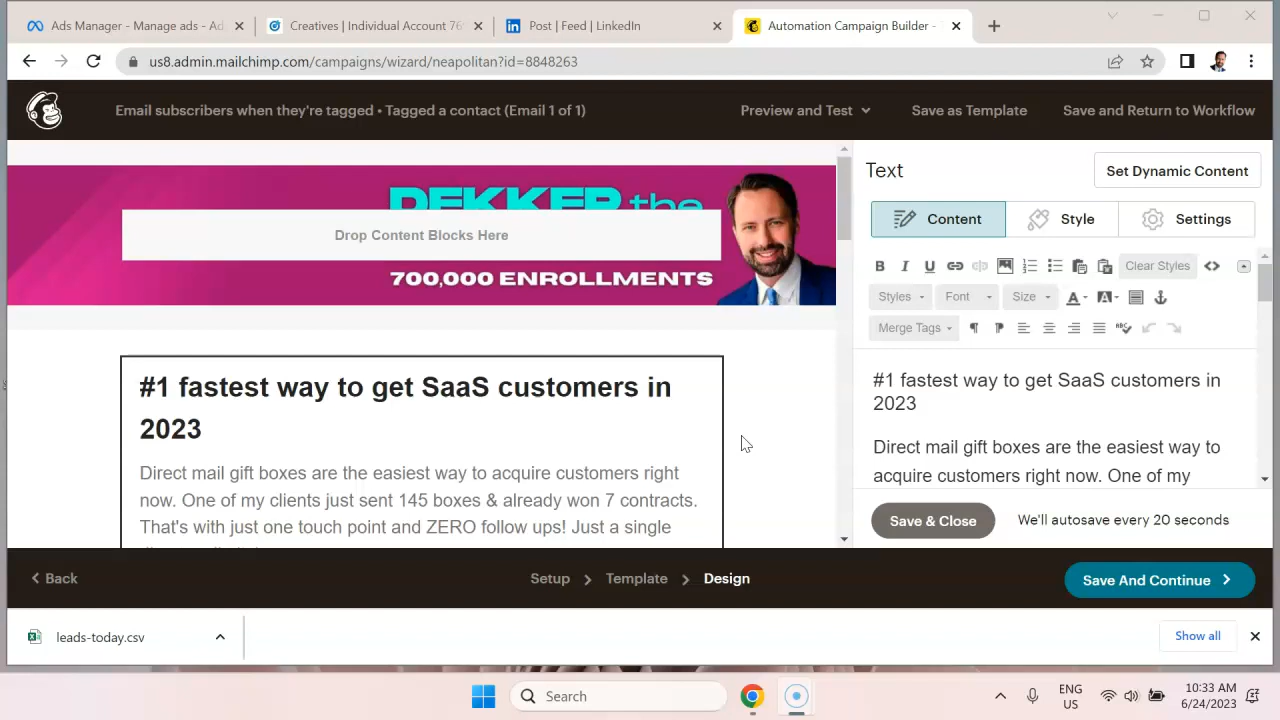 Ads Manager - Manage ads - Ad
Creatives | Individual Account 76
Post | Feed | LinkedIn
Automation Campaign Builder -
us8.admin.mailchimp.com/campaigns/wizard/neapolitan?id=8848263
Email subscribers when they're tagged • Tagged a contact (Email 1 of 1)
Preview and Test
Save as Template
Save and Return to Workflow
DEKKER the
Drop Content Blocks Here
700,000 ENROLLMENTS
#1 fastest way to get SaaS customers in
2023
Direct mail gift boxes are the easiest way to acquire customers right
now. One of my clients just sent 145 boxes & already won 7 contracts.
That's with just one touch point and ZERO follow ups! Just a single
Text
Set Dynamic Content
Content
Style
Settings
Clear Styles
Styles
Font
Size
Merge Tags
#1 fastest way to get SaaS customers in
2023
Direct mail gift boxes are the easiest way to
acquire customers right now. One of my
Save & Close
We'll autosave every 20 seconds
Back
Setup
Template
Design
Save And Continue
leads-today.csv
Show all
Search
ENG
US
10:33 AM
6/24/2023